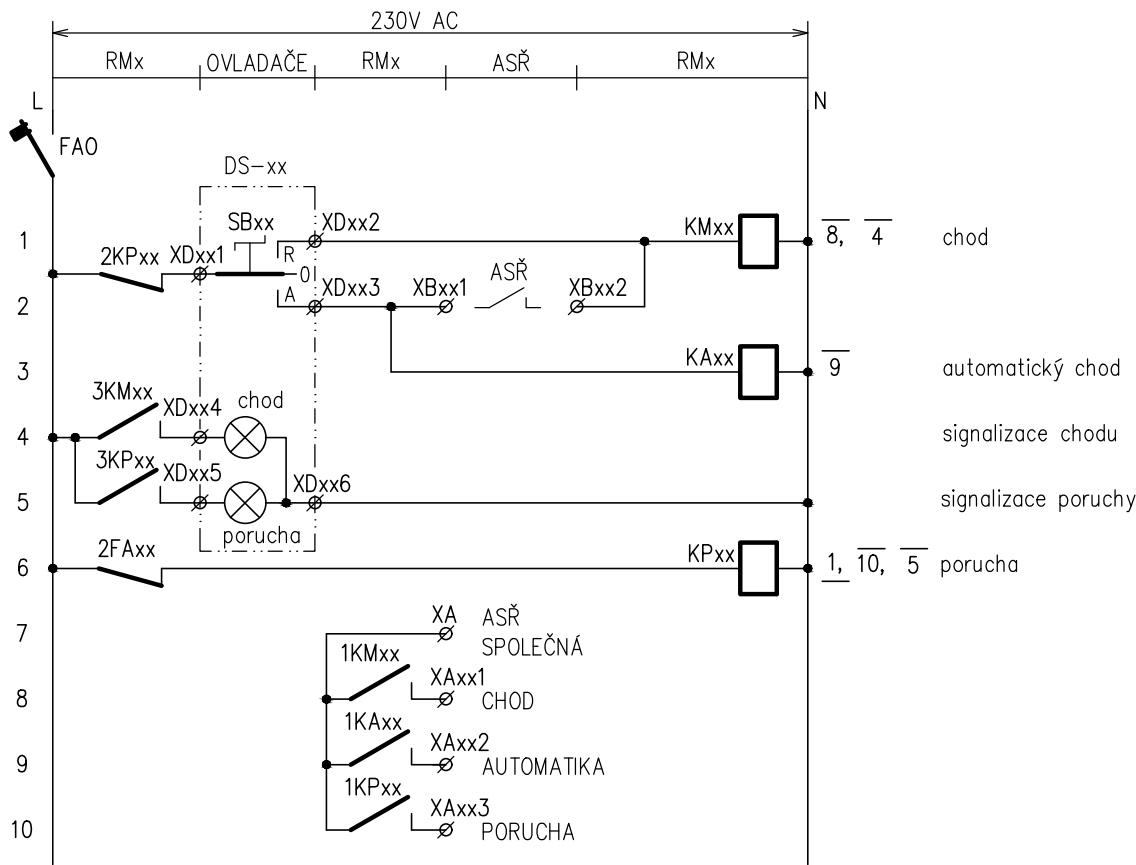 230V AC
RMx OVLADAČE RMx ASŘ RMx
L N
FA0
DS-xx
1 2KPxx XDxx1 SBxx R 0 XDxx2 KMxx 8, 4 chod
2 A XDxx3 XBxx1 ASŘ XBxx2
3 KAxx 9 automatický chod
4 3KMxx XDxx4 chod signalizace chodu
5 3KPxx XDxx5 porucha XDxx6 signalizace poruchy
6 2FAxx KPxx 1, 10, 5 porucha
7 XA ASŘ
SPOLEČNÁ
8 1KMxx XAxx1 CHOD
9 1KAxx XAxx2 AUTOMATIKA
10 1KPxx XAxx3 PORUCHA